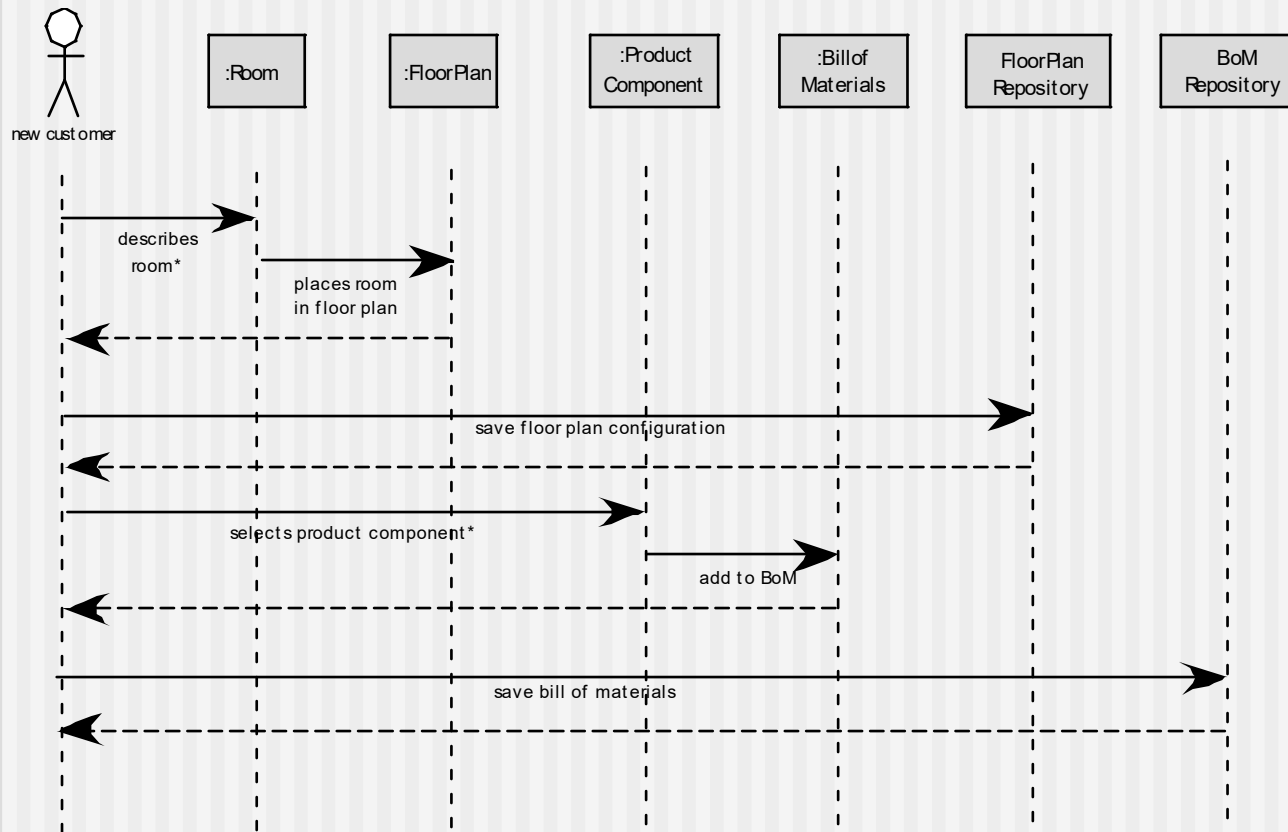 :Room
:FloorPlan
:Product
Component
:Billof
Materials
FloorPlan
Repository
BoM
Repository
new customer
describes
room*
places room
in floor plan
save floor plan configuration
selects product component*
add to BoM
save bill of materials